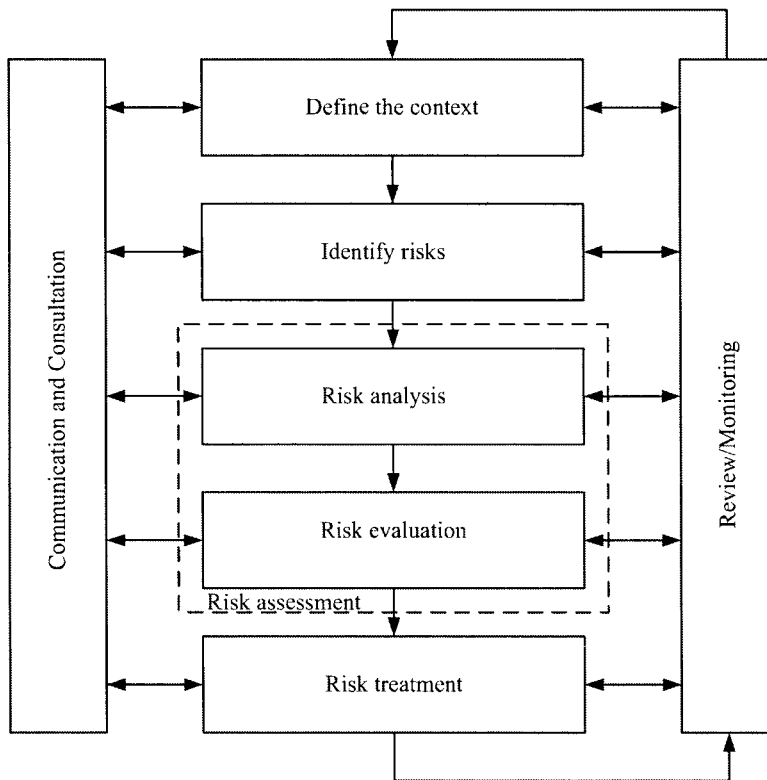 Define the context
Identify risks
Risk analysis
Risk evaluation
Risk assessment
Risk treatment
Communication and Consultation
Review/Monitoring